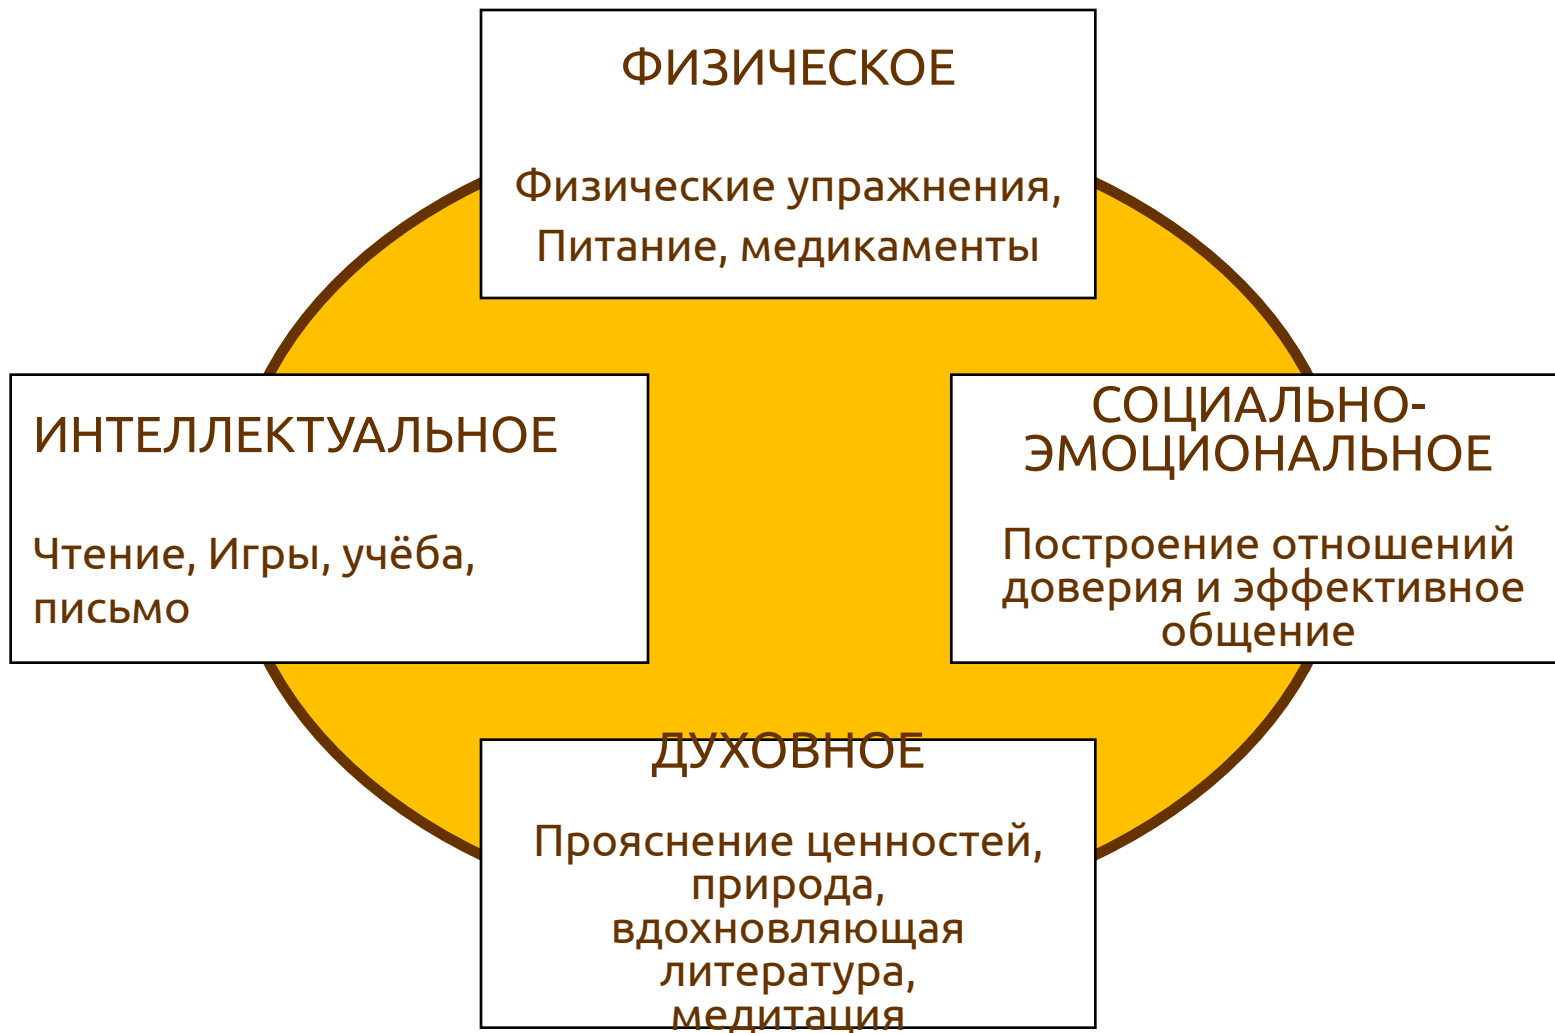 ФИЗИЧЕСКОЕ
Физические упражнения,
Питание, медикаменты
ИНТЕЛЛЕКТУАЛЬНОЕ
Чтение, Игры, учёба,
письмо
СОЦИАЛЬНО-
ЭМОЦИОНАЛЬНОЕ
Построение отношений
доверия и эффективное
общение
ДУХОВНОЕ
Прояснение ценностей,
природа,
вдохновляющая
литература,
медитация